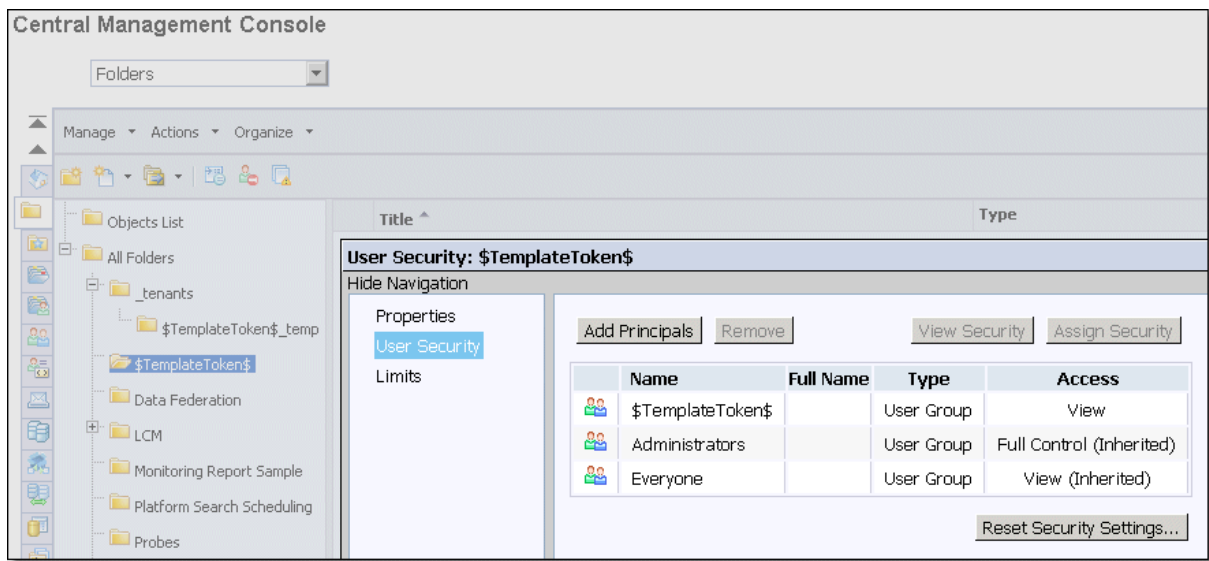 Central Management Console
Folders
Manage Actions Organize
Objects List
All Folders
_tenants
$TemplateToken$_temp
$TemplateToken$
Data Federation
LCM
Monitoring Report Sample
Platform Search Scheduling
Probes
Title Type
User Security: $TemplateToken$
Hide Navigation
Properties
User Security
Limits
Add Principals Remove View Security Assign Security
Name Full Name Type Access
$TemplateToken$ User Group View
Administrators User Group Full Control (Inherited)
Everyone User Group View (Inherited)
Reset Security Settings...